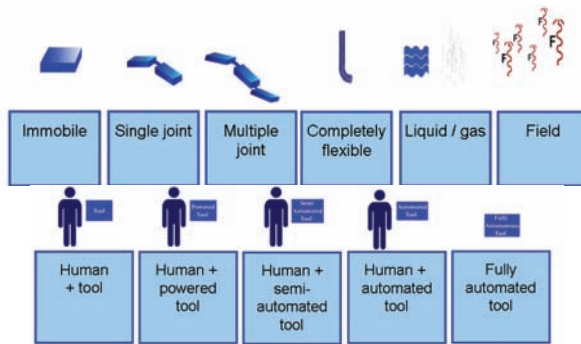 F F F F F
Immobile
Single joint
Multiple
joint
Completely
flexible
Liquid / gas
Field
Tool
Powered
Tool
Semi
Automated
Tool
Automated
Tool
Fully
Autonomous
Tool
Human
+ tool
Human +
powered tool
Human +
semi-
automated
tool
Human +
automated tool
Fully
automated
tool